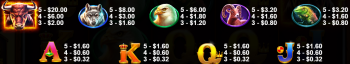 5 - $20.00
4 - $6.00
3 - $2.00
5 - $8.00
4 - $3.00
3 - $0.60
5 - $6.00
4 - $1.80
3 - $1.20
5 - $3.20
4 - $1.60
3 - $0.80
5 - $3.20
4 - $1.60
3 - $0.80
A
5 - $1.60
4 - $0.60
3 - $0.32
K
5 - $1.60
4 - $0.60
3 - $0.32
Q
5 - $1.60
4 - $0.60
3 - $0.32
J
5 - $1.60
4 - $0.60
3 - $0.32